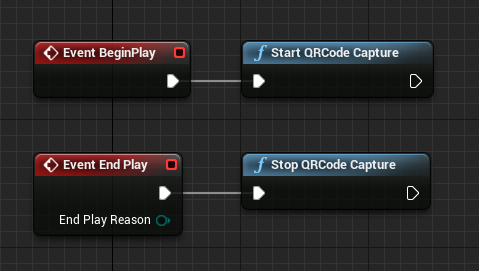 Event BeginPlay
Start QRCode Capture
Event End Play
Stop QRCode Capture
End Play Reason